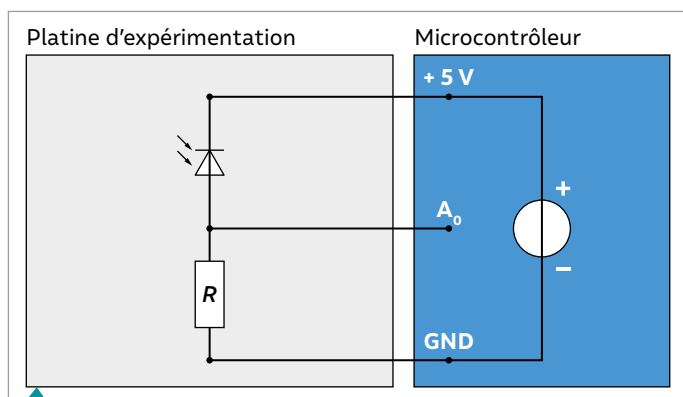 Platine d'expérimentation
Microcontrôleur
+ 5 V
A₀
+
R
–
GND